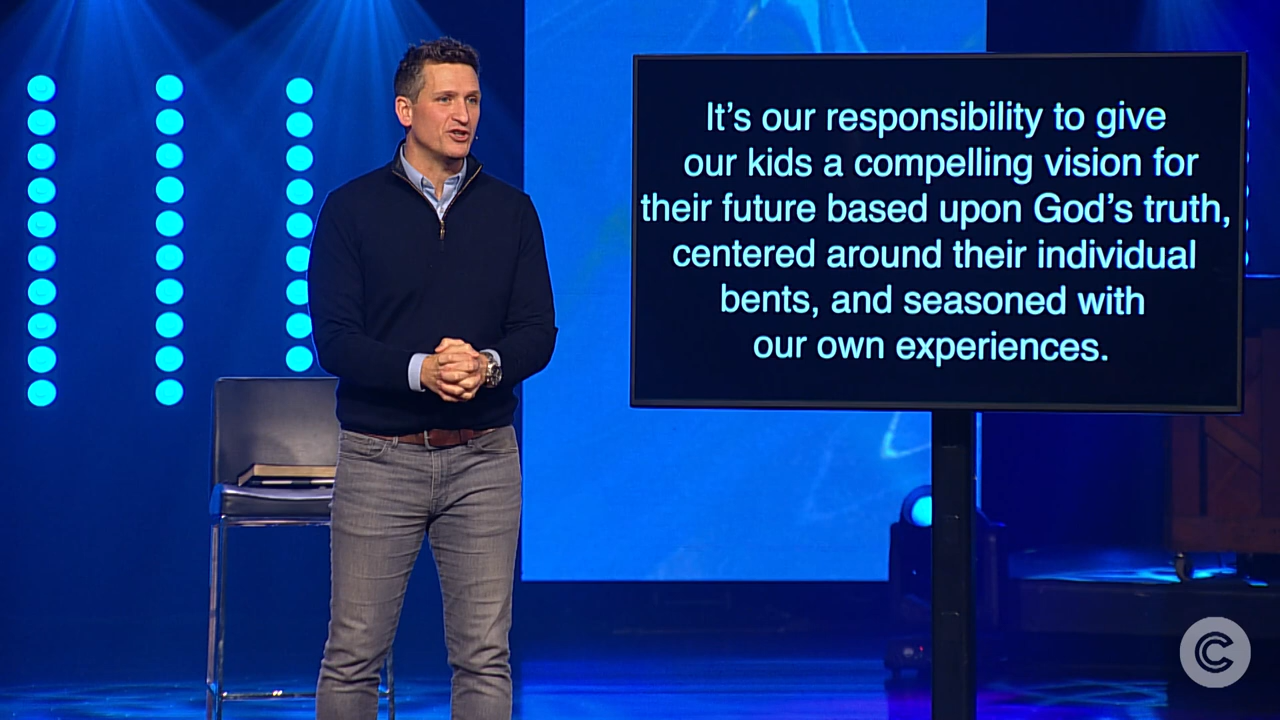 It’s our responsibility to give
our kids a compelling vision for
their future based upon God’s truth,
centered around their individual
bents, and seasoned with
our own experiences.
C